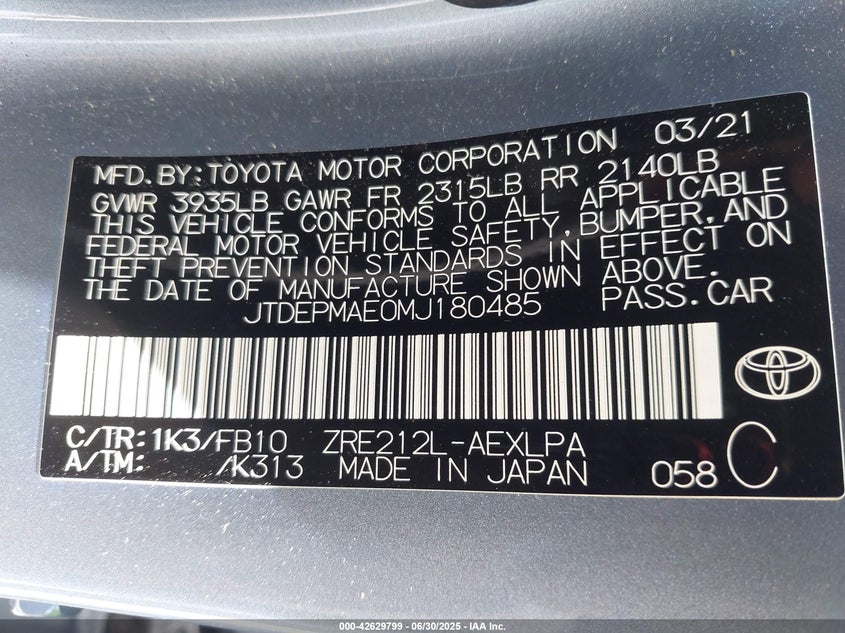 MFD.BY:TOYOTA MOTOR CORPORATION 03/21
GVWR 3935LB GAWR FR 2315LB RR 2140LB
THIS VEHICLE CONFORMS TO ALL APPLICABLE
FEDERAL MOTOR VEHICLE SAFETY,BUMPER,AND
THEFT PREVENTION STANDARDS IN EFFECT ON
THE DATE OF MANUFACTURE SHOWN ABOVE.
JTDEPMAE0MJ180485 PASS.CAR
C/TR:1K3/FB10 ZRE212L-AEXLPA
A/TM: /K313 MADE IN JAPAN 058 C
000-42629799 - 06/30/2025 - IAA Inc.